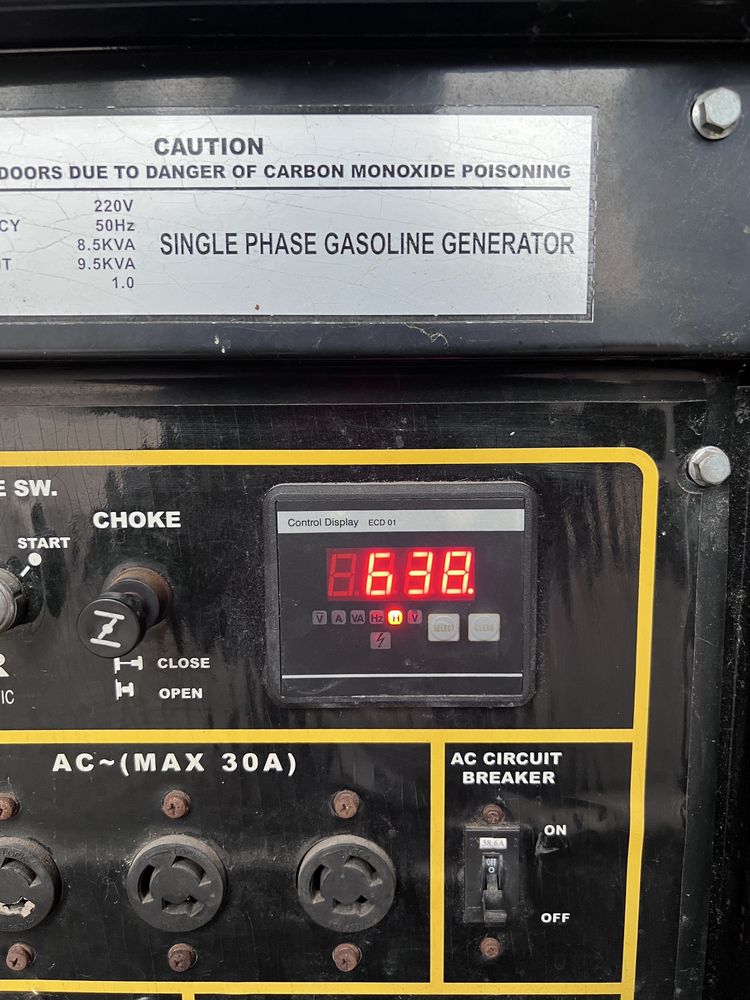 CAUTION
DOORS DUE TO DANGER OF CARBON MONOXIDE POISONING
220V
CY 50Hz
8.5KVA
T 9.5KVA
1.0
SINGLE PHASE GASOLINE GENERATOR
E SW.
CHOKE
START
Control Display ECD 01
638.
V A VA Hz H V
SELECT CLEAR
CLOSE
OPEN
R
IC
AC~(MAX 30A)
AC CIRCUIT
BREAKER
ON
38.6A
OFF
OFF